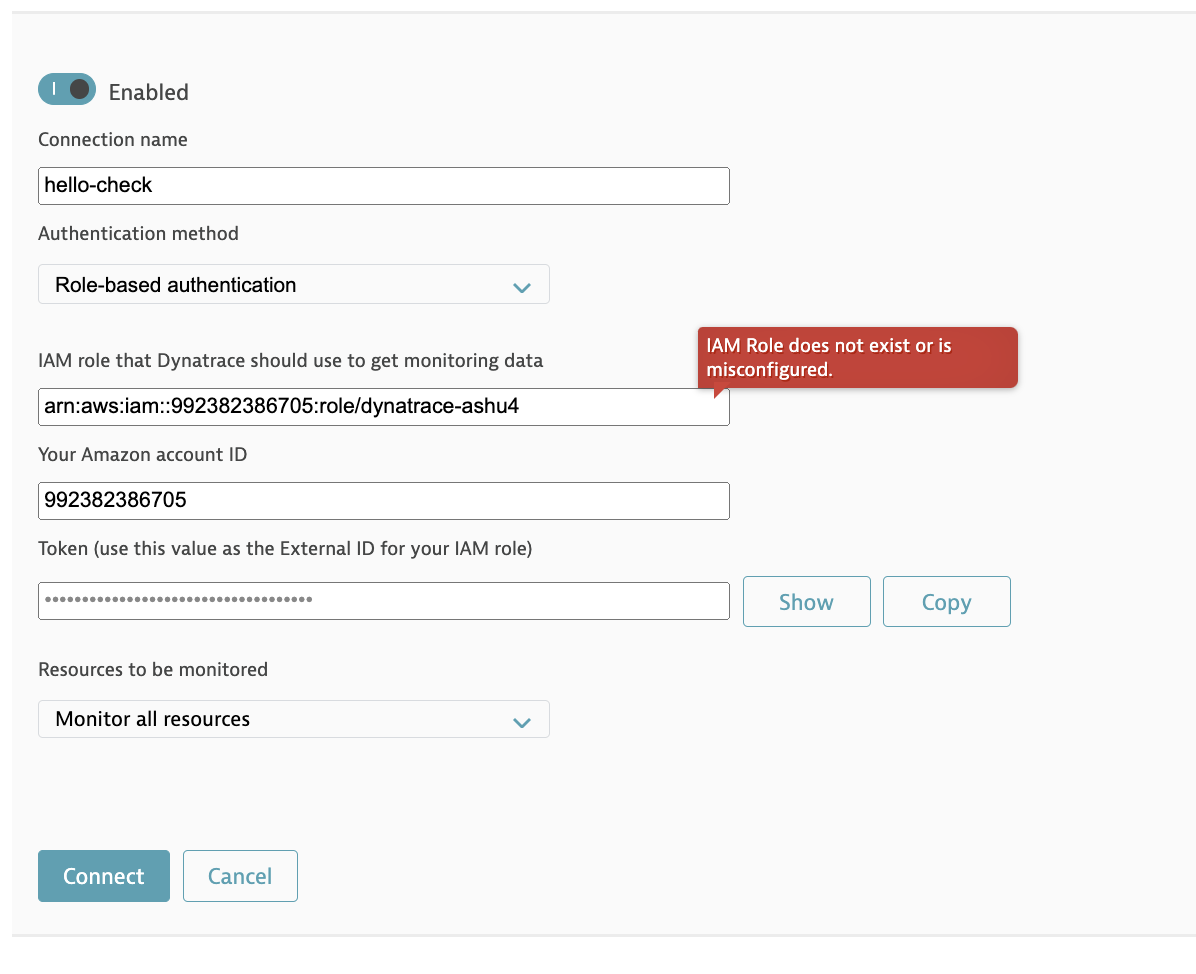 Enabled
Connection name
hello-check
Authentication method
Role-based authentication
IAM Role does not exist or is
misconfigured.
IAM role that Dynatrace should use to get monitoring data
arn:aws:iam::992382386705:role/dynatrace-ashu4
Your Amazon account ID
992382386705
Token (use this value as the External ID for your IAM role)
••••••••••••••••••••••••••••••••••••
Show
Copy
Resources to be monitored
Monitor all resources
Connect
Cancel